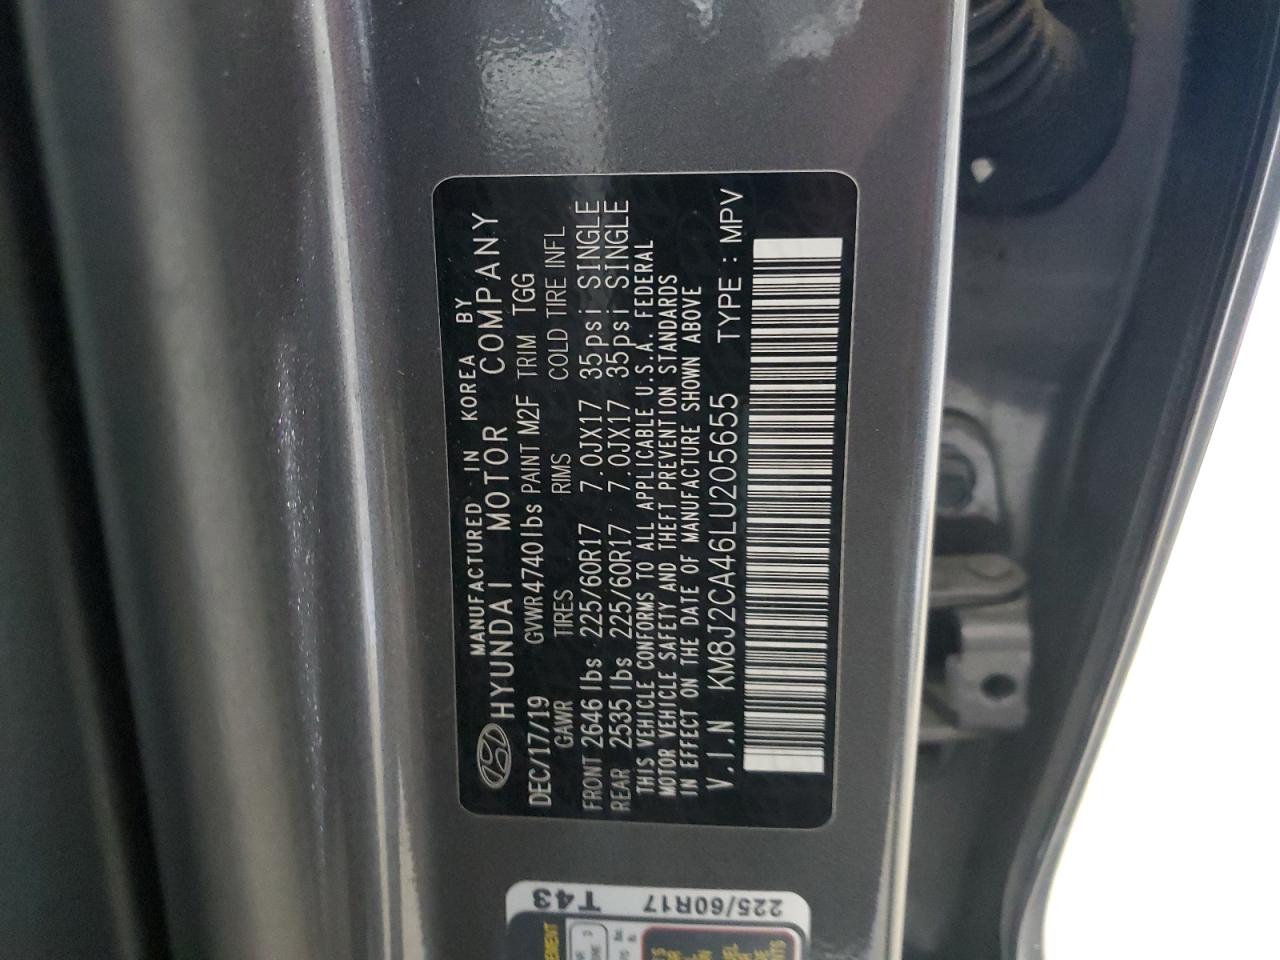 MANUFACTURED IN KOREA BY
HYUNDAI MOTOR COMPANY
DEC/17/19 GVWR 4740lbs PAINT M2F TRIM TGG
GAWR TIRES RIMS COLD TIRE INFL
FRONT 2646 lbs 225/60R17 7.0JX17 35psi SINGLE
REAR 2535 lbs 225/60R17 7.0JX17 35psi SINGLE
THIS VEHICLE CONFORMS TO ALL APPLICABLE U.S.A. FEDERAL
MOTOR VEHICLE SAFETY AND THEFT PREVENTION STANDARDS
IN EFFECT ON THE DATE OF MANUFACTURE SHOWN ABOVE
V.I.N KM8J2CA46LU205655 TYPE : MPV
T43
225/60R17